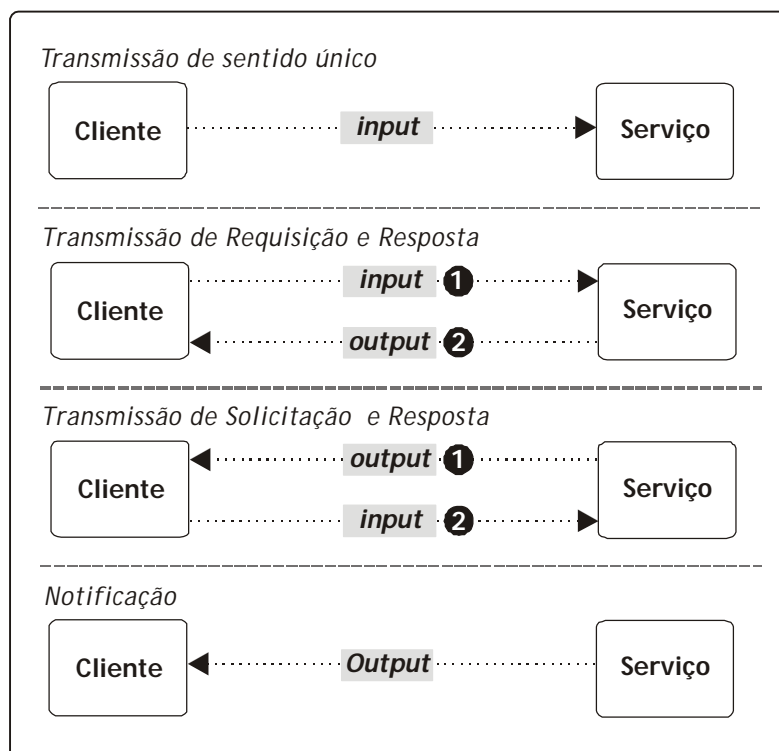 Transmissão de sentido único
Cliente input Serviço
Transmissão de Requisição e Resposta
input 1
Cliente Serviço
output 2
Transmissão de Solicitação e Resposta
output 1
Cliente Serviço
input 2
Notificação
Cliente Output Serviço